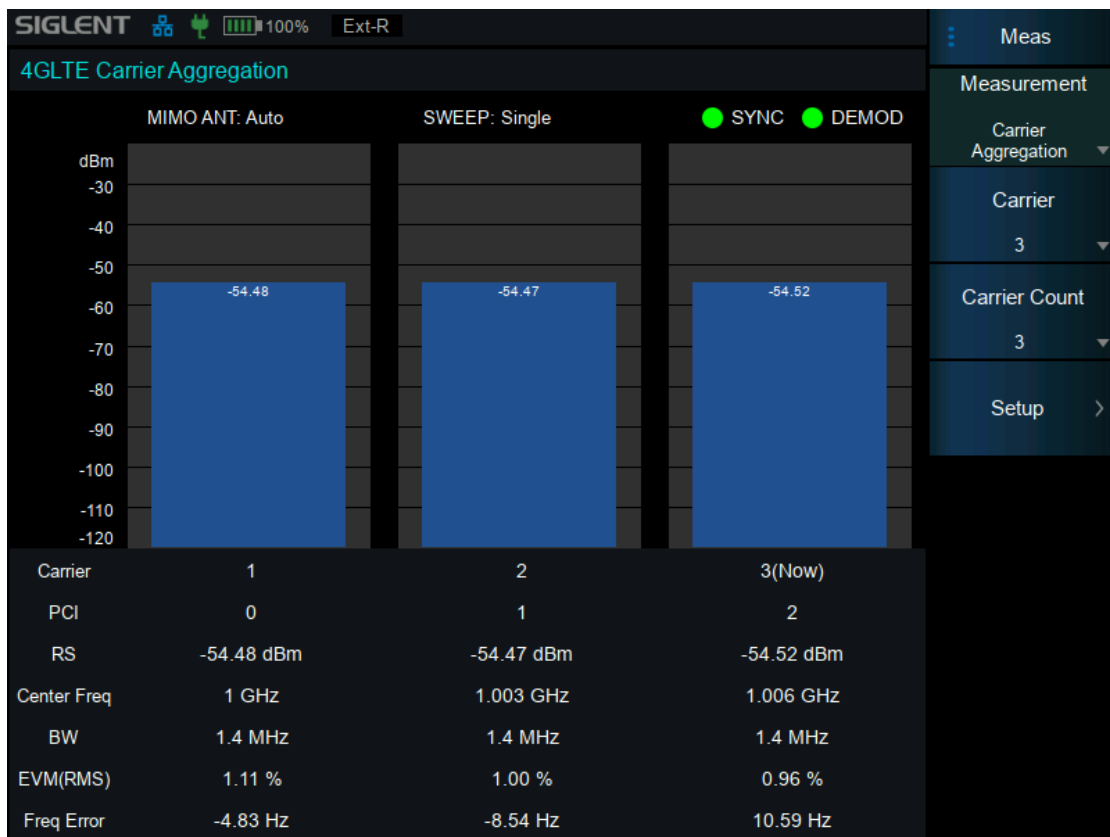 SIGLENT 100% Ext-R
Meas
4GLTE Carrier Aggregation
Measurement
Carrier
Aggregation
MIMO ANT: Auto SWEEP: Single SYNC DEMOD
Carrier
3
Carrier Count
3
Setup
dBm
-30
-40
-50
-60
-70
-80
-90
-100
-110
-120
-54.48 -54.47 -54.52
Carrier 1 2 3(Now)
PCI 0 1 2
RS -54.48 dBm -54.47 dBm -54.52 dBm
Center Freq 1 GHz 1.003 GHz 1.006 GHz
BW 1.4 MHz 1.4 MHz 1.4 MHz
EVM(RMS) 1.11 % 1.00 % 0.96 %
Freq Error -4.83 Hz -8.54 Hz 10.59 Hz